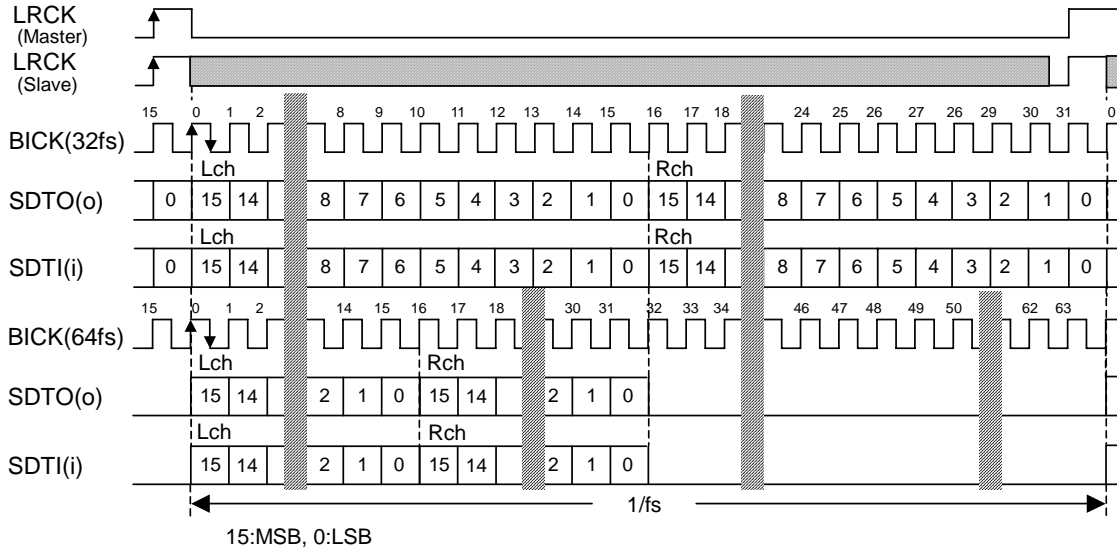 LRCK
(Master)
LRCK
(Slave)
15 0 1 2 8 9 10 11 12 13 14 15 16 17 18 24 25 26 27 28 26 29 30 31 0
BICK(32fs)
Lch Rch
SDTO(o) 0 15 14 8 7 6 5 4 3 2 1 0 15 14 8 7 6 5 4 3 2 1 0
Lch Rch
SDTI(i) 0 15 14 8 7 6 5 4 3 2 1 0 15 14 8 7 6 5 4 3 2 1 0
15 0 1 2 14 15 16 17 18 30 31 32 33 34 46 47 48 49 50 62 63
BICK(64fs)
Lch Rch
SDTO(o) 15 14 2 1 0 15 14 2 1 0
Lch Rch
SDTI(i) 15 14 2 1 0 15 14 2 1 0
1/fs
15:MSB, 0:LSB